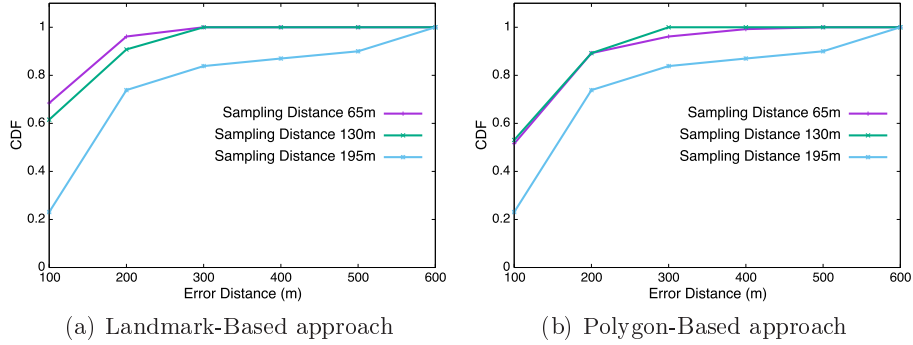 1
0.8
0.6
0.4
0.2
0
CDF
Sampling Distance 65m
Sampling Distance 130m
Sampling Distance 195m
100 200 300 400 500 600
Error Distance (m)
(a) Landmark-Based approach
1
0.8
0.6
0.4
0.2
0
CDF
Sampling Distance 65m
Sampling Distance 130m
Sampling Distance 195m
100 200 300 400 500 600
Error Distance (m)
(b) Polygon-Based approach